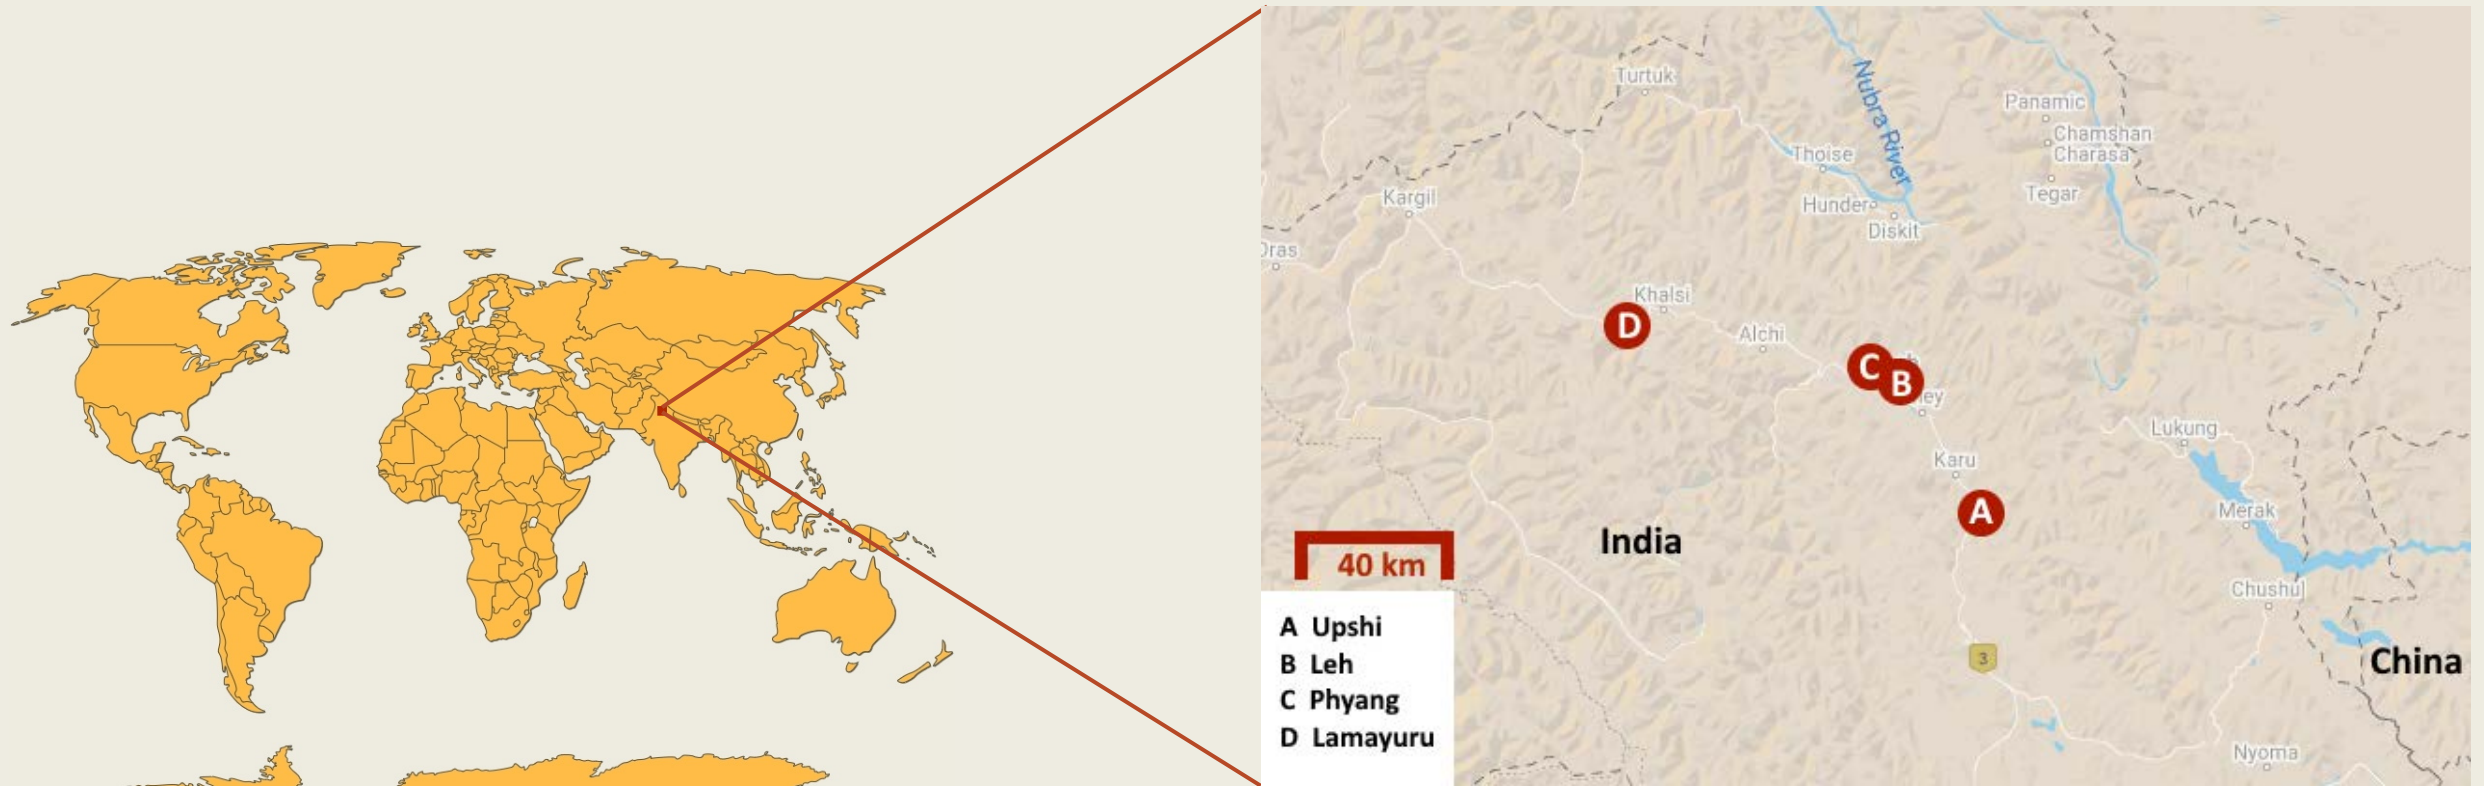 Turtuk
Nubra River
Panamic
Chamshan
Charasa
Thoise
Tegar
Kargil
Hunder
Diskit
Khalsi
D
Alchi
C
B
Lukung
Karu
A
Merak
India
40 km
Chushul
A Upshi
B Leh
C Phyang
D Lamayuru
3
China
Nyoma